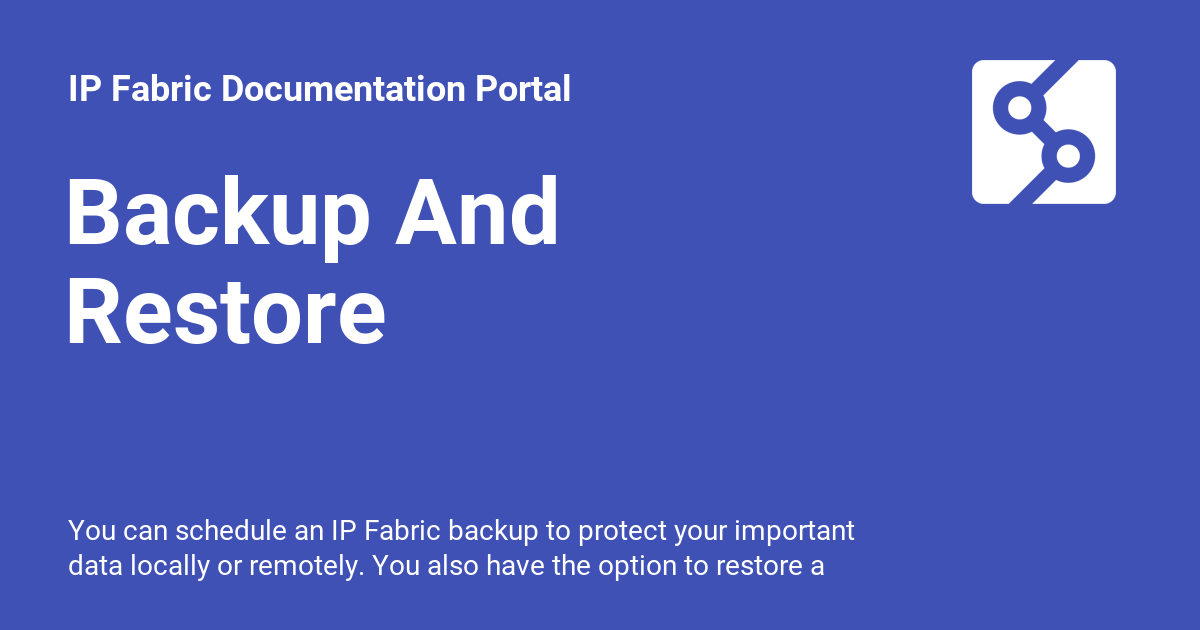 IP Fabric Documentation Portal
Backup And
Restore
You can schedule an IP Fabric backup to protect your important
data locally or remotely. You also have the option to restore a